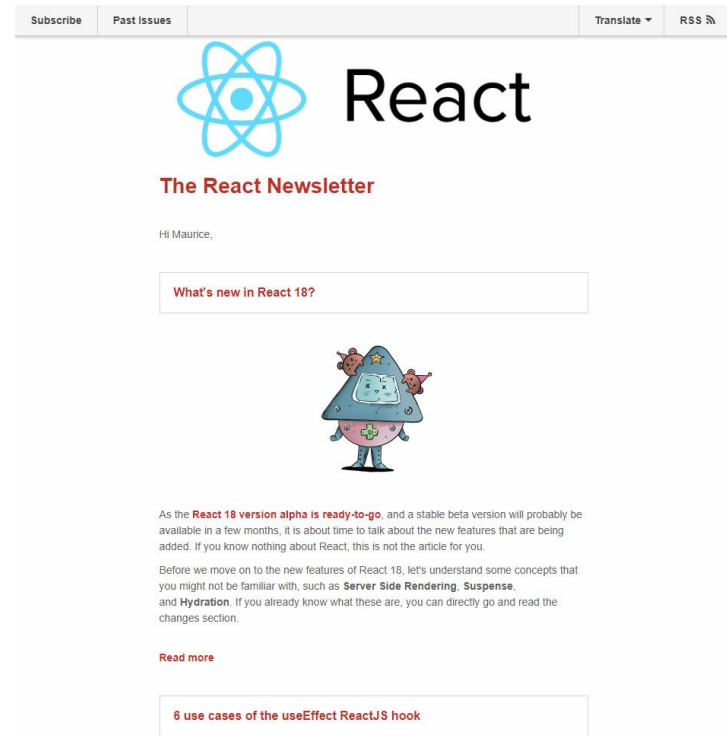 Subscribe
Past Issues
Translate
RSS
React
The React Newsletter
Hi Maurice,
What's new in React 18?
As the React 18 version alpha is ready-to-go, and a stable beta version will probably be
available in a few months, it is about time to talk about the new features that are being
added. If you know nothing about React, this is not the article for you.
Before we move on to the new features of React 18, let's understand some concepts that
you might not be familiar with, such as Server Side Rendering, Suspense,
and Hydration. If you already know what these are, you can directly go and read the
changes section.
Read more
6 use cases of the useEffect ReactJS hook